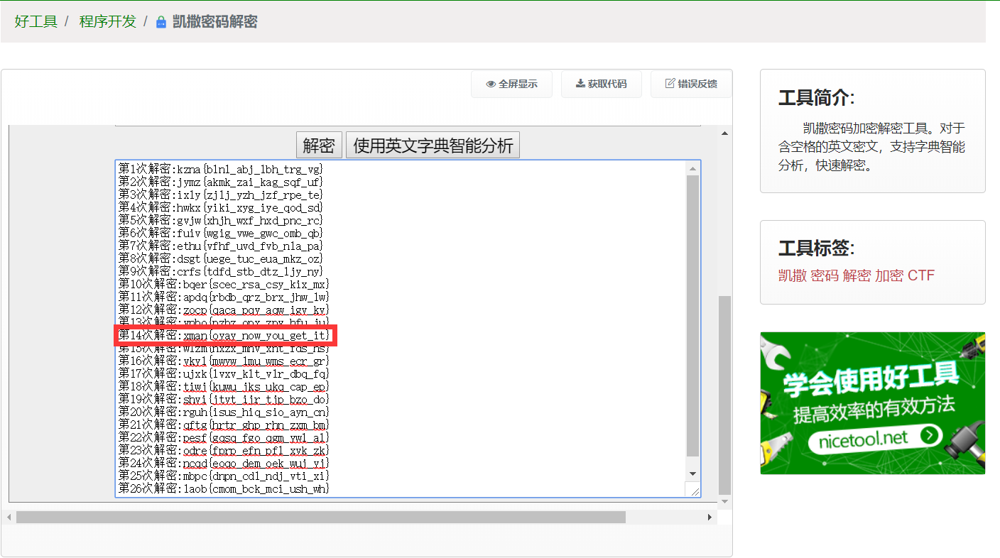 好工具 / 程序开发 / 凯撒密码解密
全屏显示 获取代码 错误反馈
解密 使用英文字典智能分析
第1次解密:kzna{blnl_abj_lbh_trg_vg}
第2次解密:jymz{akmk_zai_kag_sqf_uf}
第3次解密:ixly{zjlj_yzh_jzf_rpe_te}
第4次解密:hwkx{yiki_xyg_iye_qod_sd}
第5次解密:gvjw{xhjh_wxf_hxd_pnc_rc}
第6次解密:fuiv{wgig_vwe_gwc_omb_qb}
第7次解密:ethu{vfhf_uvd_fvb_nla_pa}
第8次解密:dsgt{uege_tuc_eua_mkz_oz}
第9次解密:crfs{tdfd_stb_dtz_ljy_ny}
第10次解密:bqer{scec_rsa_csy_kix_mx}
第11次解密:apdq{rbdb_qrz_brx_jhw_lw}
第12次解密:zocp{qaca_pqy_aqw_igv_kv}
第13次解密:ynbo{pzbz_opx_zpv_hfu_ju}
第14次解密:xman{oyay_now_you_get_it}
第15次解密:wlzm{nxzx_mnv_xnt_fds_hs}
第16次解密:vkyl{mwyw_lmu_wms_ecr_gr}
第17次解密:ujxk{lvxv_klt_vlr_dbq_fq}
第18次解密:tiwj{kuwu_jks_ukq_cap_ep}
第19次解密:shvi{jtvt_ijr_tjp_bzo_do}
第20次解密:rguh{isus_hiq_sio_ayn_cn}
第21次解密:qftg{hrtr_ghp_rhn_zxm_bm}
第22次解密:pesf{gqsq_fgo_qgm_ywl_al}
第23次解密:odre{fprp_efn_pfl_xvk_zk}
第24次解密:ncqd{eoqo_dem_oek_wuj_yj}
第25次解密:mbpc{dnpn_cdl_ndj_vti_xi}
第26次解密:laob{cmom_bck_mci_ush_wh}
工具简介:
凯撒密码加密解密工具。对于
含空格的英文密文，支持字典智能
分析，快速解密。
工具标签:
凯撒 密码 解密 加密 CTF
学会使用好工具
提高效率的有效方法
nicetool.net